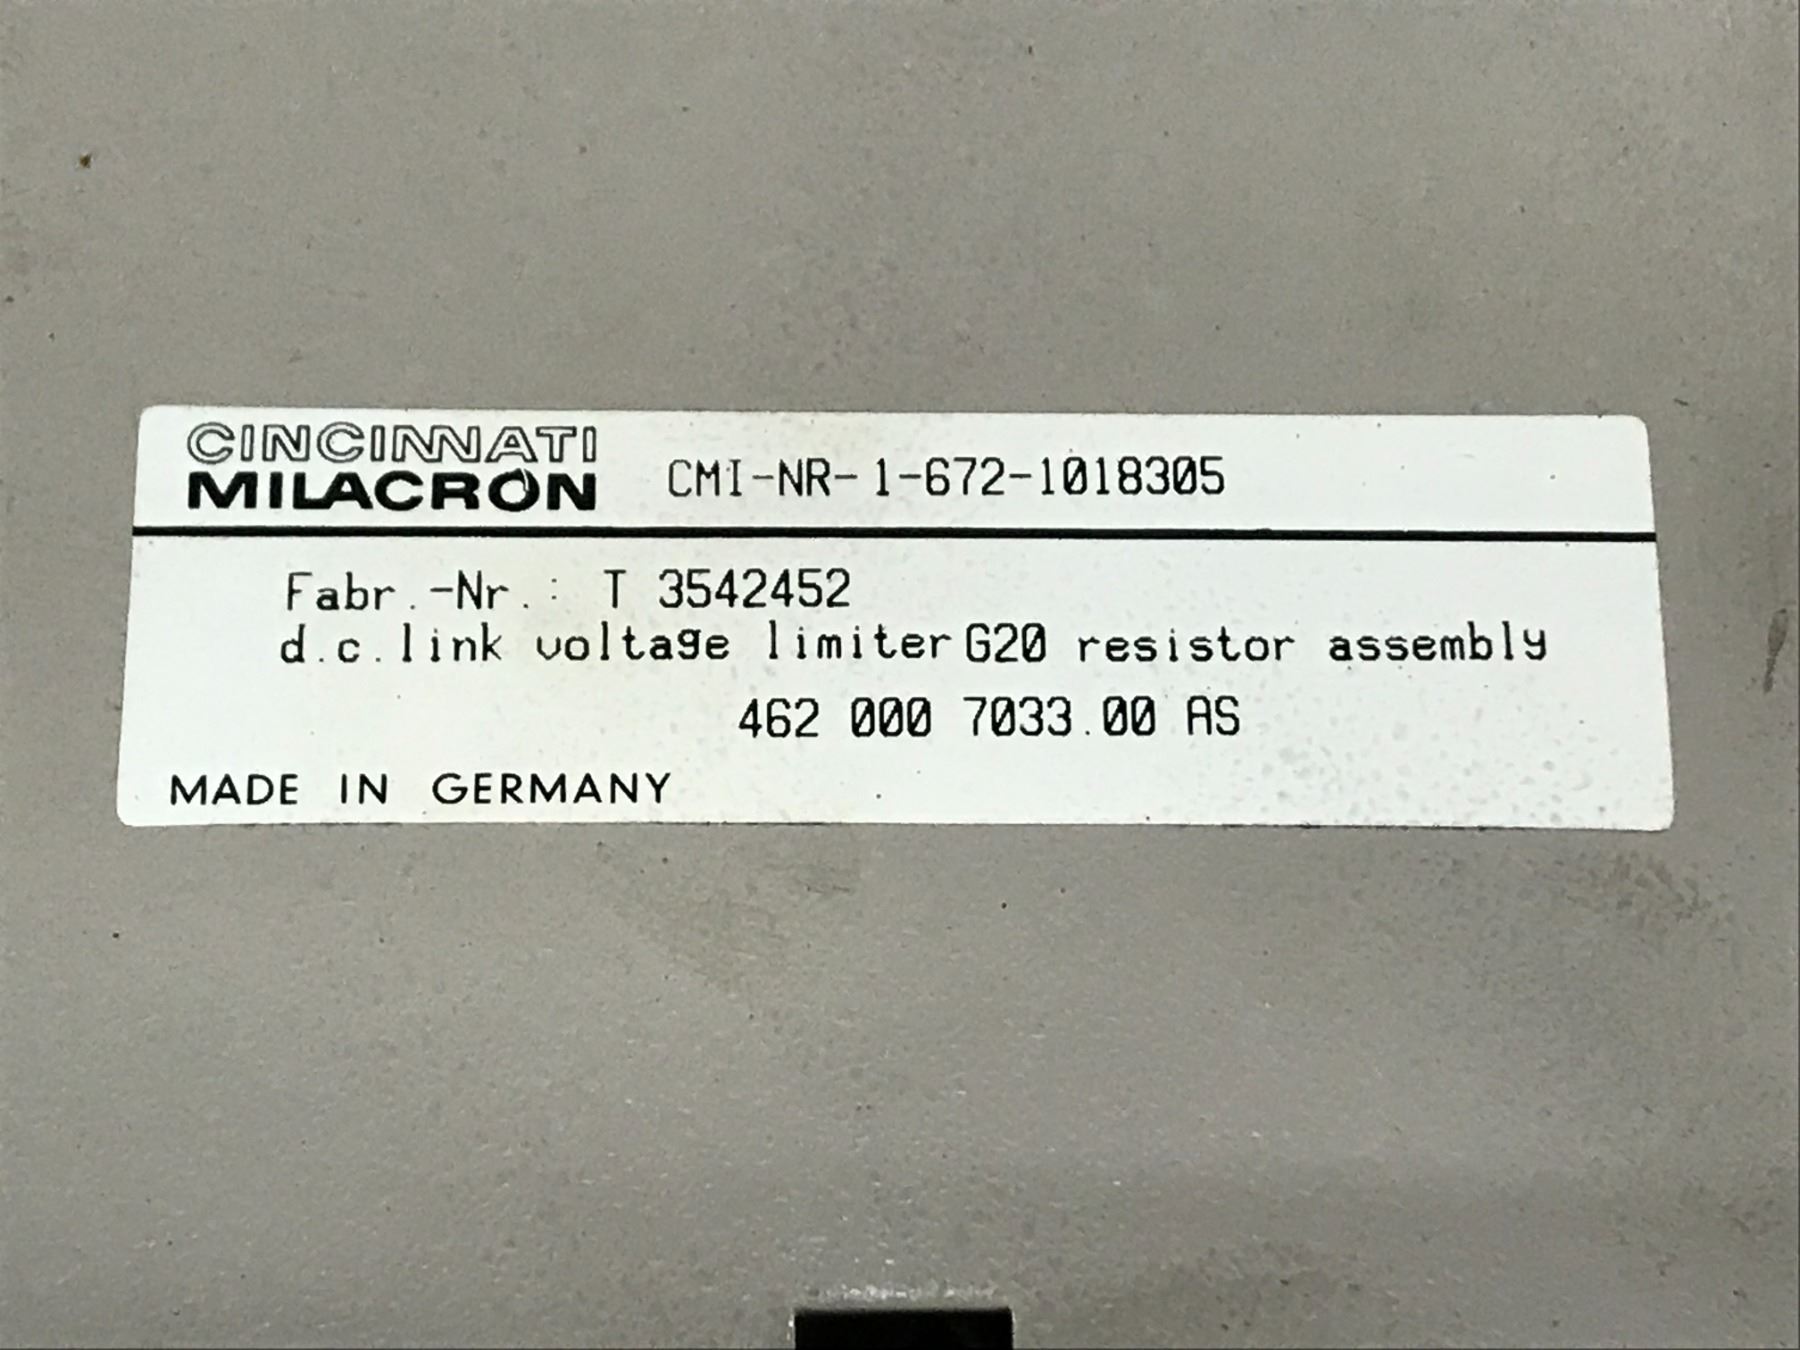 CINCINNATI
MILACRON CMI-NR-1-672-1018305
Fabr.-Nr.: T 3542452
d.c.link voltage limiter G20 resistor assembly
462 000 7033.00 AS
MADE IN GERMANY